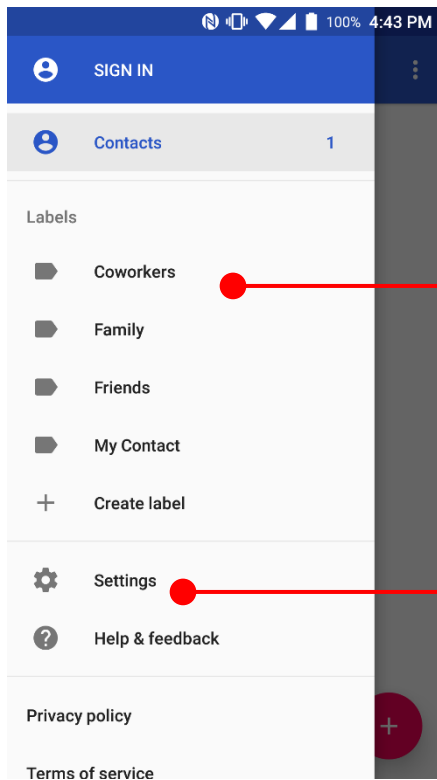 100% 4:43 PM
SIGN IN
Contacts 1
Labels
Coworkers
Family
Friends
My Contact
Create label
Settings
Help & feedback
Privacy policy
Terms of service